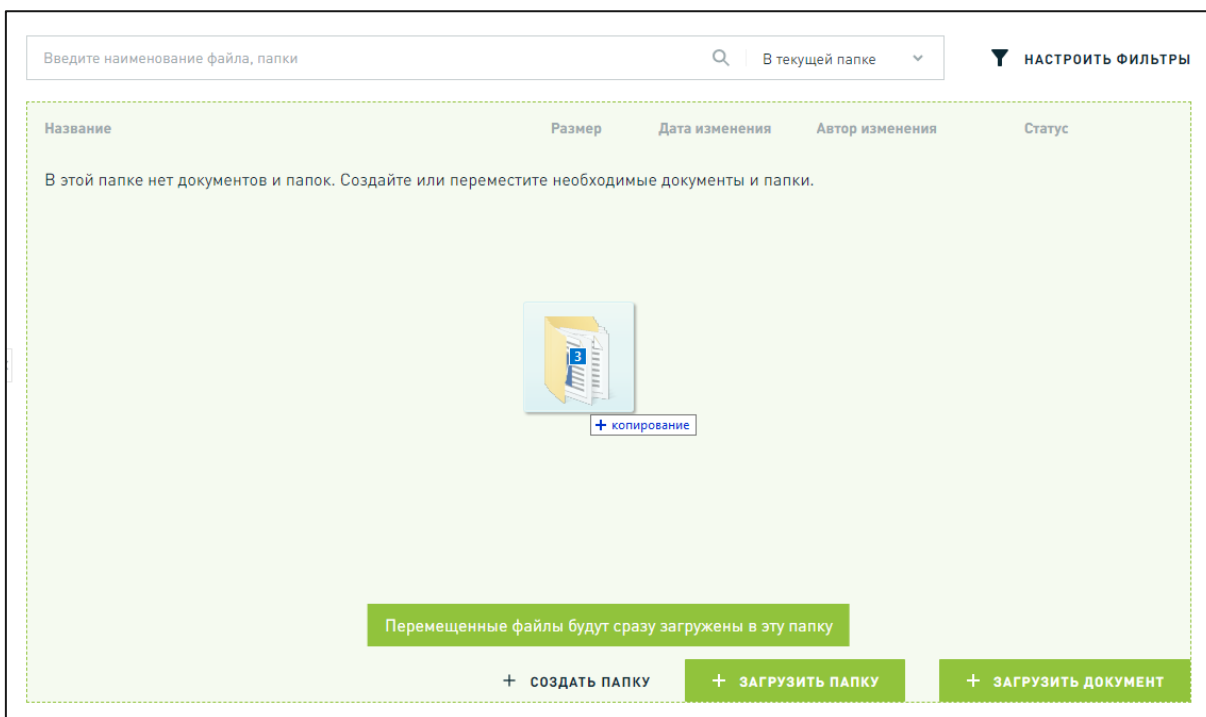 Введите наименование файла, папки
В текущей папке
НАСТРОИТЬ ФИЛЬТРЫ
Название Размер Дата изменения Автор изменения Статус
В этой папке нет документов и папок. Создайте или переместите необходимые документы и папки.
3
+ копирование
Перемещенные файлы будут сразу загружены в эту папку
+ СОЗДАТЬ ПАПКУ
+ ЗАГРУЗИТЬ ПАПКУ
+ ЗАГРУЗИТЬ ДОКУМЕНТ